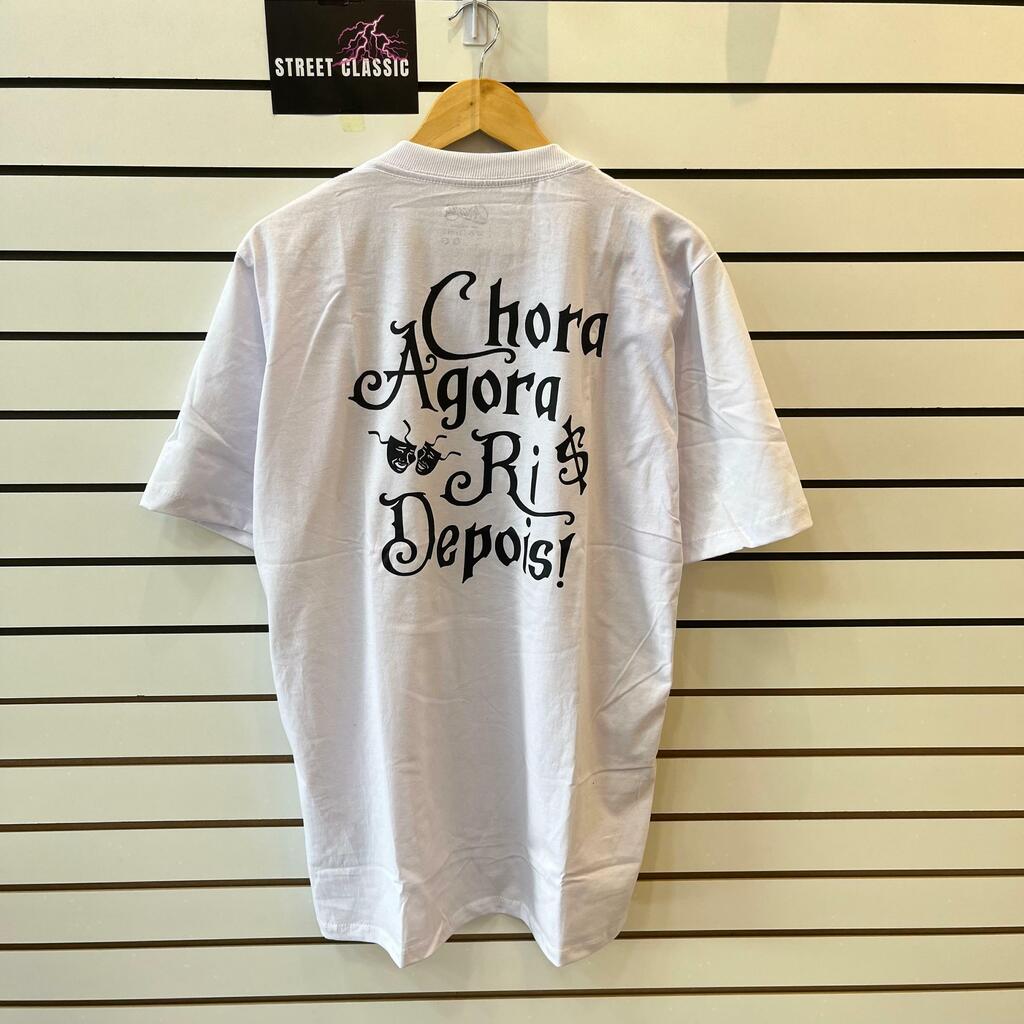 STREET CLASSIC
Chora
Agora
Ri $
Depois!